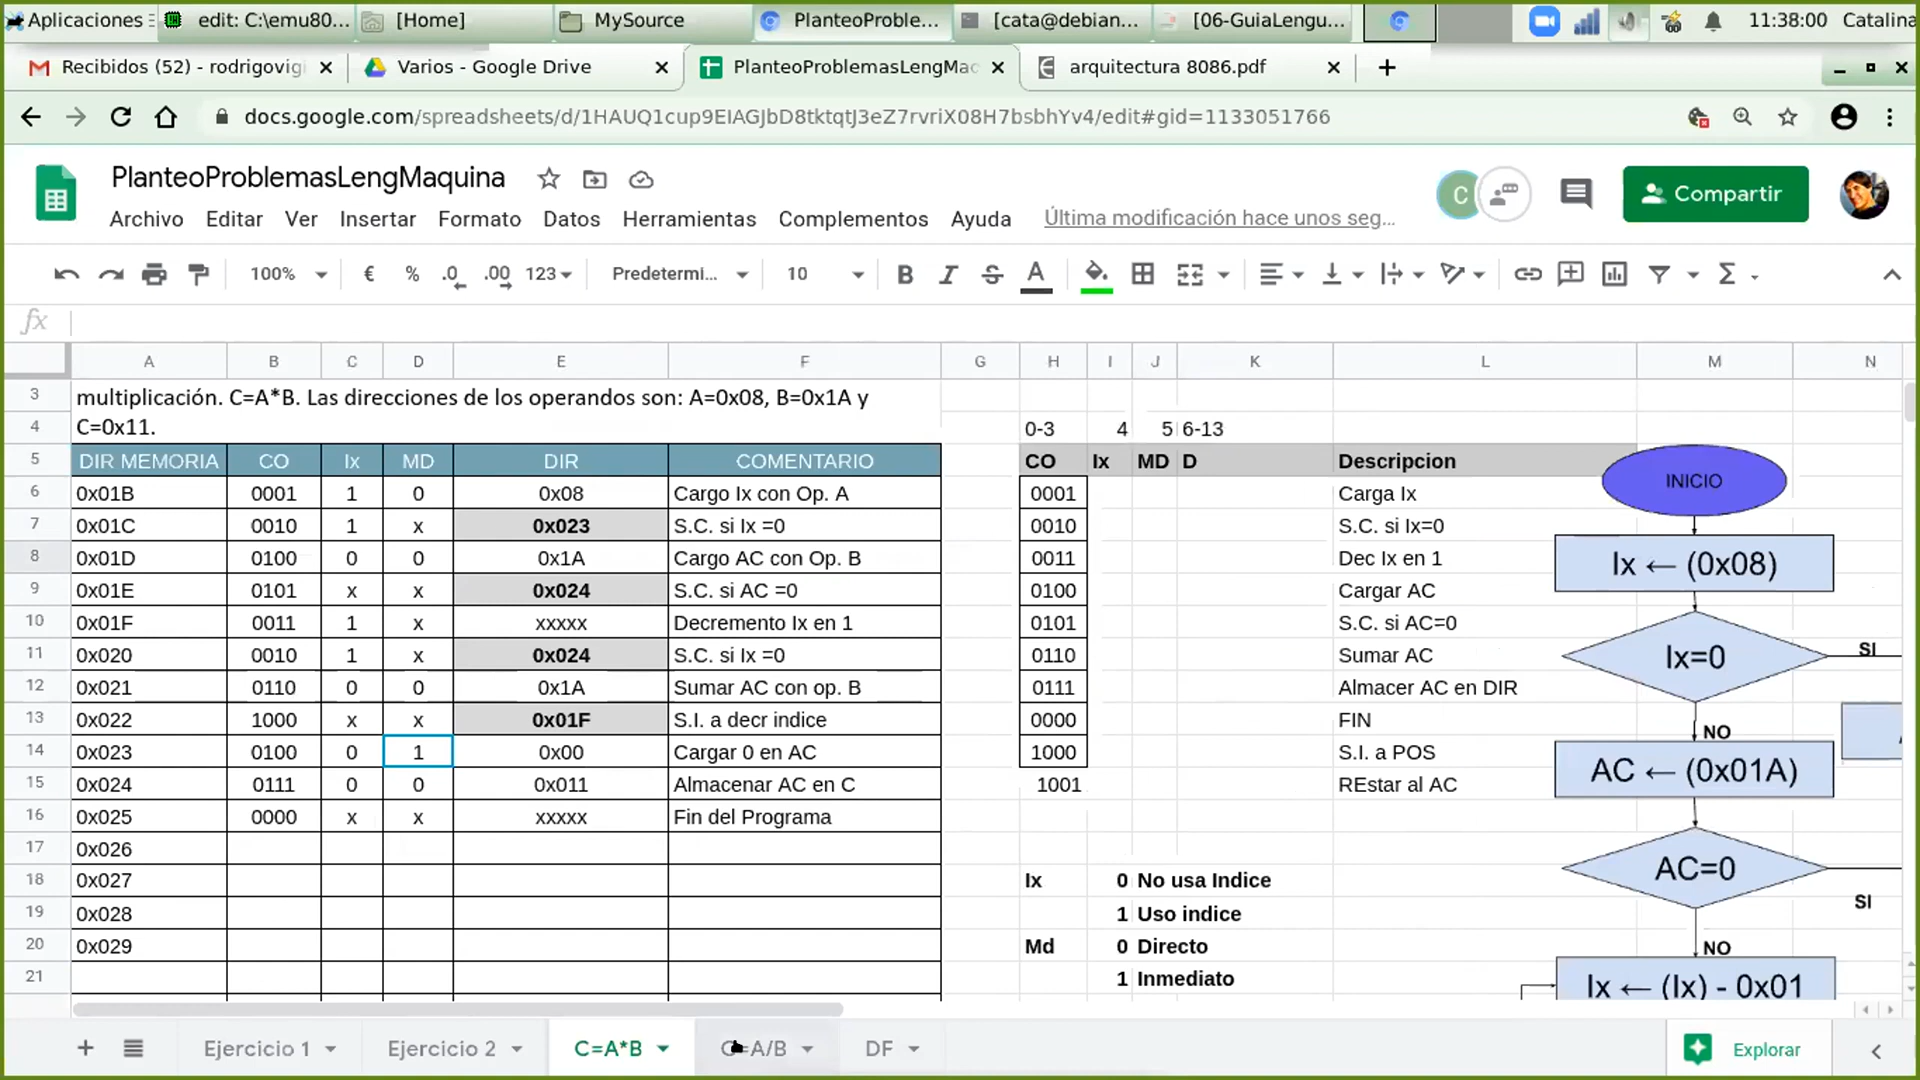 Aplicaciones
edit: C:\emu80...
[Home]
MySource
PlanteoProble...
[cata@debian...
[06-GuiaLengu...
11:38:00
Catalina
Recibidos (52) - rodrigovig
Varios - Google Drive
PlanteoProblemasLengMac
arquitectura 8086.pdf
docs.google.com/spreadsheets/d/1HAUQ1cup9EIAGJbD8tktqtJ3eZ7rvriX08H7bsbhYv4/edit#gid=1133051766
PlanteoProblemasLengMaquina
C
Compartir
Archivo Editar Ver Insertar Formato Datos Herramientas Complementos Ayuda Última modificación hace unos seg...
100% € % .0 .00 123 Predetermi... 10 B I S A Σ
fx
A B C D E F G H I J K L M N
3 multiplicación. C=A*B. Las direcciones de los operandos son: A=0x08, B=0x1A y
4 C=0x11. 0-3 4 5 6-13
5 DIR MEMORIA CO Ix MD DIR COMENTARIO CO Ix MD D Descripcion
6 0x01B 0001 1 0 0x08 Cargo Ix con Op. A 0001 Carga Ix
7 0x01C 0010 1 x 0x023 S.C. si Ix =0 0010 S.C. si Ix=0
8 0x01D 0100 0 0 0x1A Cargo AC con Op. B 0011 Dec Ix en 1
9 0x01E 0101 x x 0x024 S.C. si AC =0 0100 Cargar AC
10 0x01F 0011 1 x xxxxx Decremento Ix en 1 0101 S.C. si AC=0
11 0x020 0010 1 x 0x024 S.C. si Ix =0 0110 Sumar AC
12 0x021 0110 0 0 0x1A Sumar AC con op. B 0111 Almacer AC en DIR
13 0x022 1000 x x 0x01F S.I. a decr indice 0000 FIN
14 0x023 0100 0 1 0x00 Cargar 0 en AC 1000 S.I. a POS
15 0x024 0111 0 0 0x011 Almacenar AC en C 1001 REstar al AC
16 0x025 0000 x x xxxxx Fin del Programa
17 0x026
18 0x027 Ix 0 No usa Indice
19 0x028 1 Uso indice
20 0x029 Md 0 Directo
21 1 Inmediato
INICIO
Ix ← (0x08)
Ix=0
SI
NO
AC ← (0x01A)
AC=0
SI
NO
Ix ← (Ix) - 0x01
Ejercicio 1
Ejercicio 2
C=A*B
C=A/B
DF
Explorar